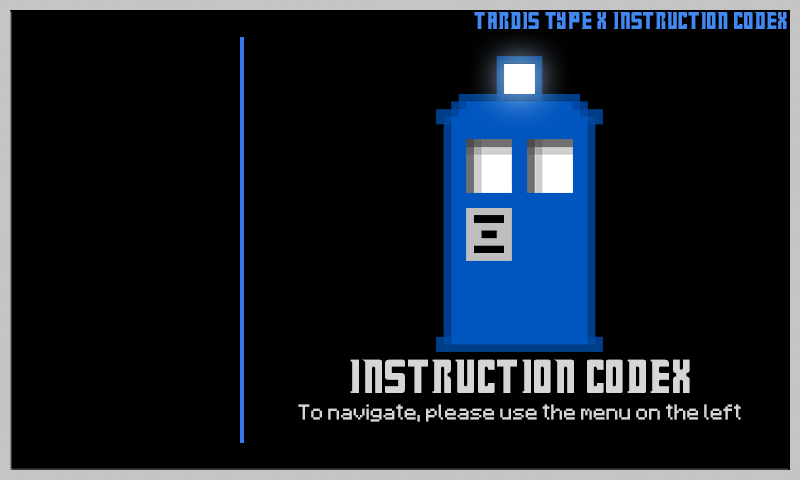 TARDIS TYPE X INSTRUCTION CODEX
INSTRUCTION CODEX
To navigate, please use the menu on the left